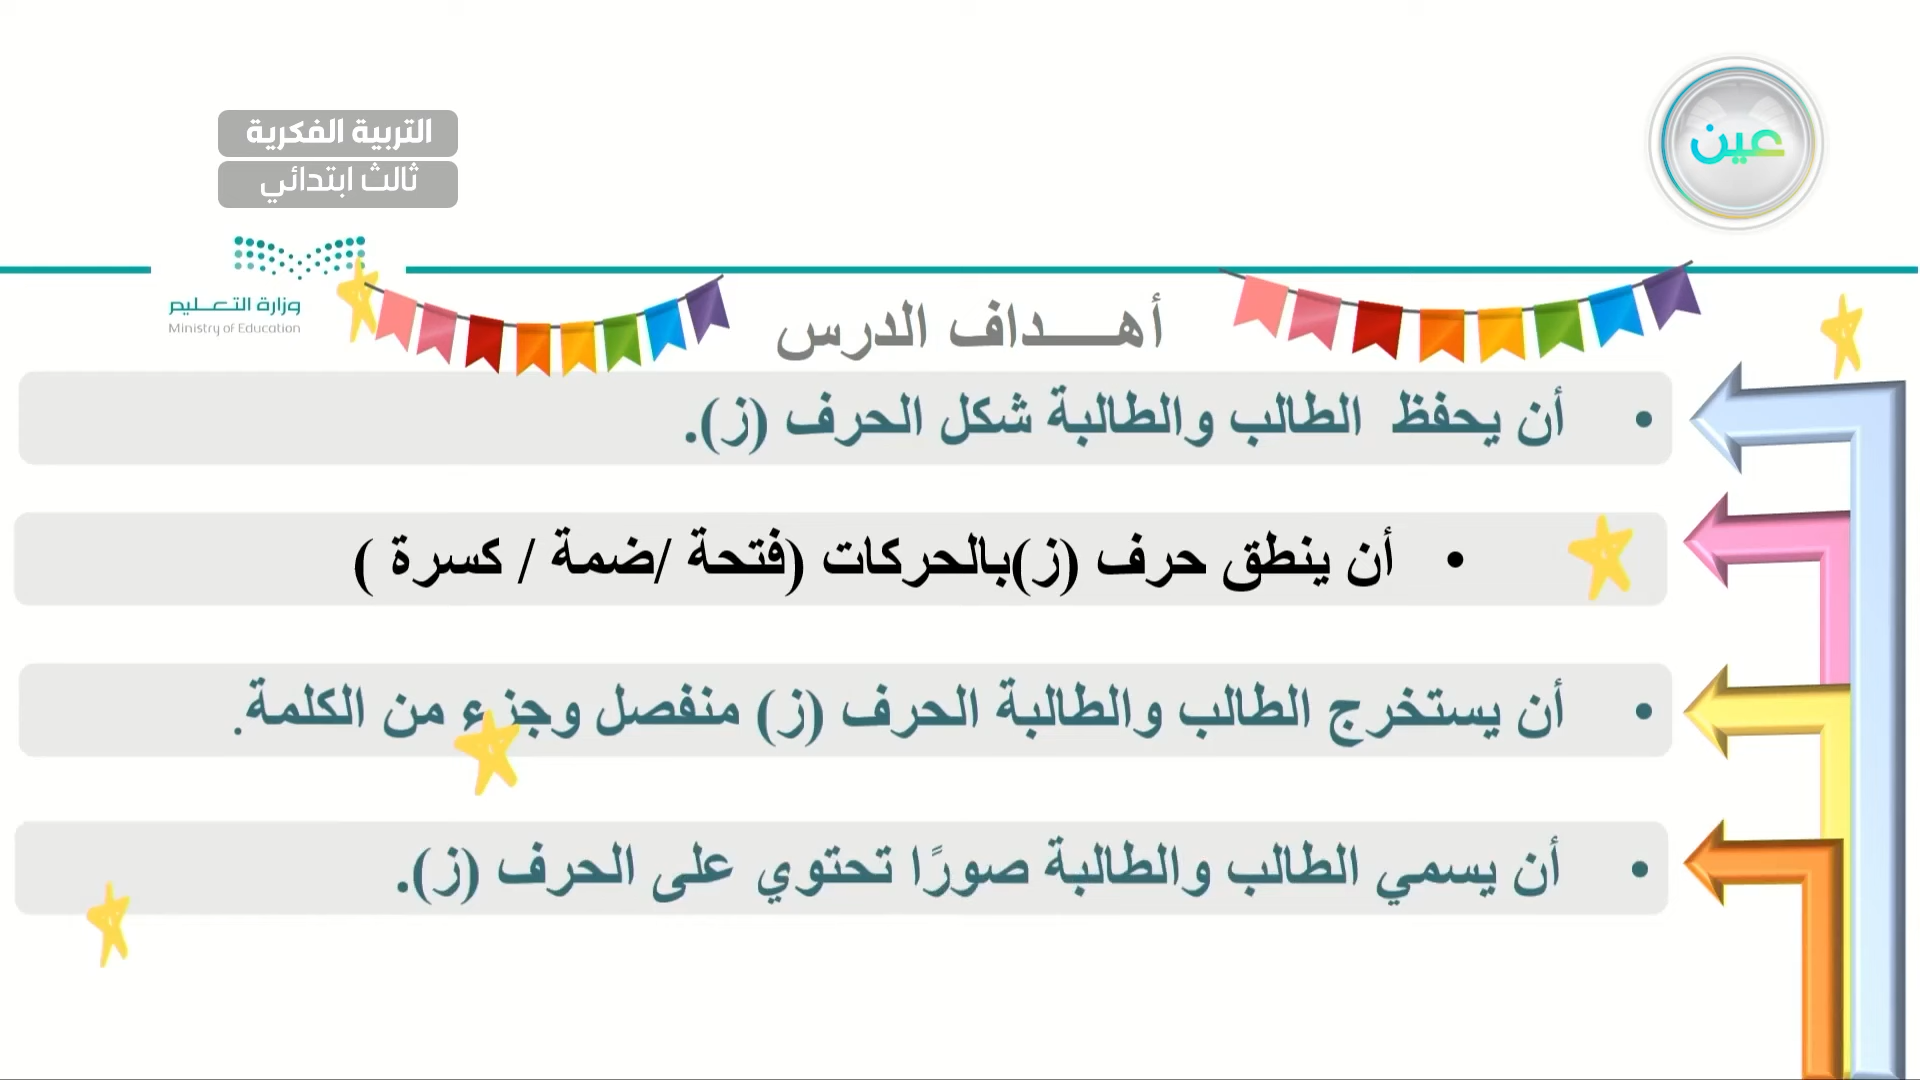 عين
التربية الفكرية
ثالث ابتدائي
وزارة التعليم
Ministry of Education
أهـــــداف الدرس
• أن يحفظ الطالب والطالبة شكل الحرف (ز).
• أن ينطق حرف (ز)بالحركات (فتحة /ضمة / كسرة )
• أن يستخرج الطالب والطالبة الحرف (ز) منفصل وجزء من الكلمة.
• أن يسمي الطالب والطالبة صورًا تحتوي على الحرف (ز).